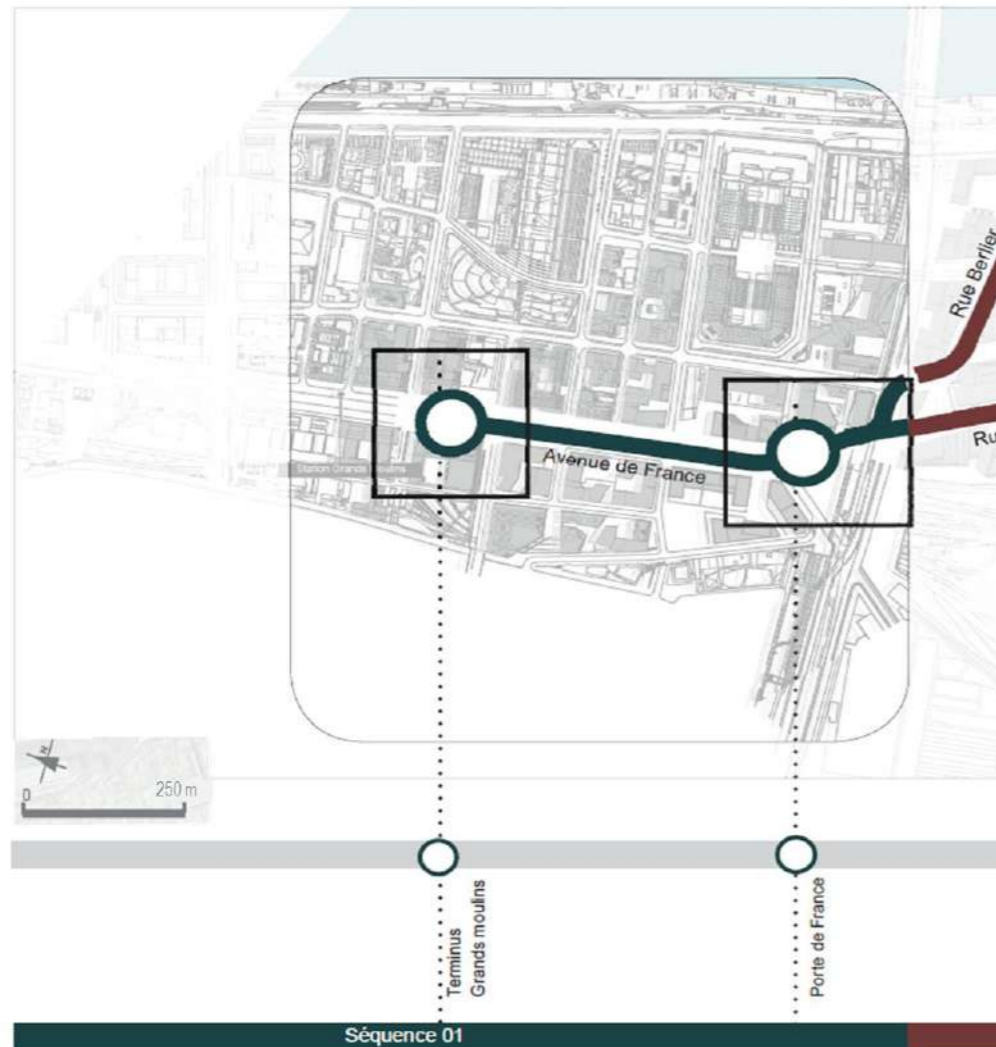 Rue Berlier
Station Grands Moulins
Avenue de France
Ru
N
0
250 m
Terminus
Grands moulins
Porte de France
Séquence 01